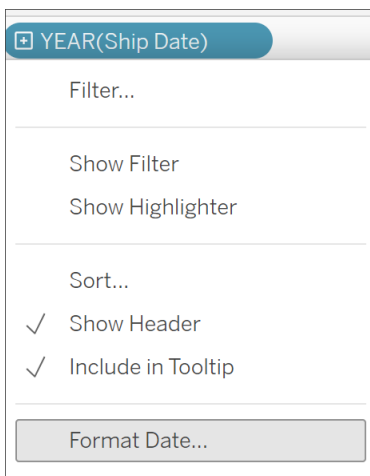 YEAR(Ship Date)
Filter...
Show Filter
Show Highlighter
Sort...
Show Header
Include in Tooltip
Format Date...